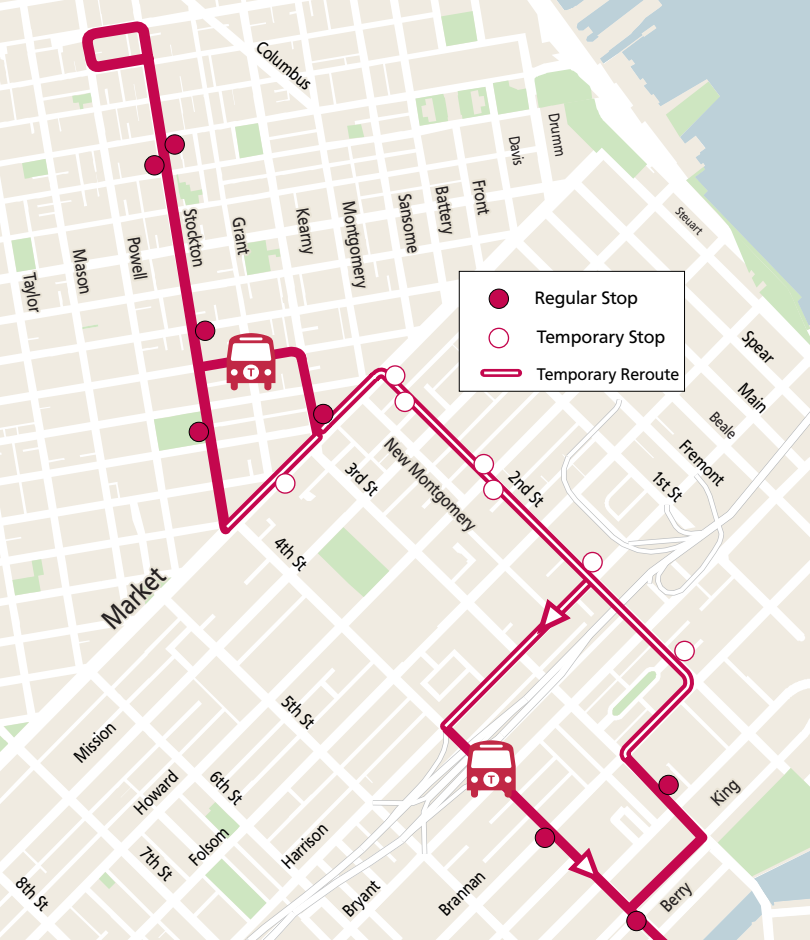 Columbus
Drumm
Davis
Front
Battery
Sansome
Montgomery
Kearny
Grant
Stockton
Powell
Mason
Taylor
Steuart
Regular Stop
Temporary Stop
Temporary Reroute
T
Spear
Main
Beale
Fremont
1st St
2nd St
New Montgomery
3rd St
4th St
Market
5th St
Mission
6th St
Howard
7th St
Folsom
8th St
Harrison
Bryant
Brannan
T
King
Berry